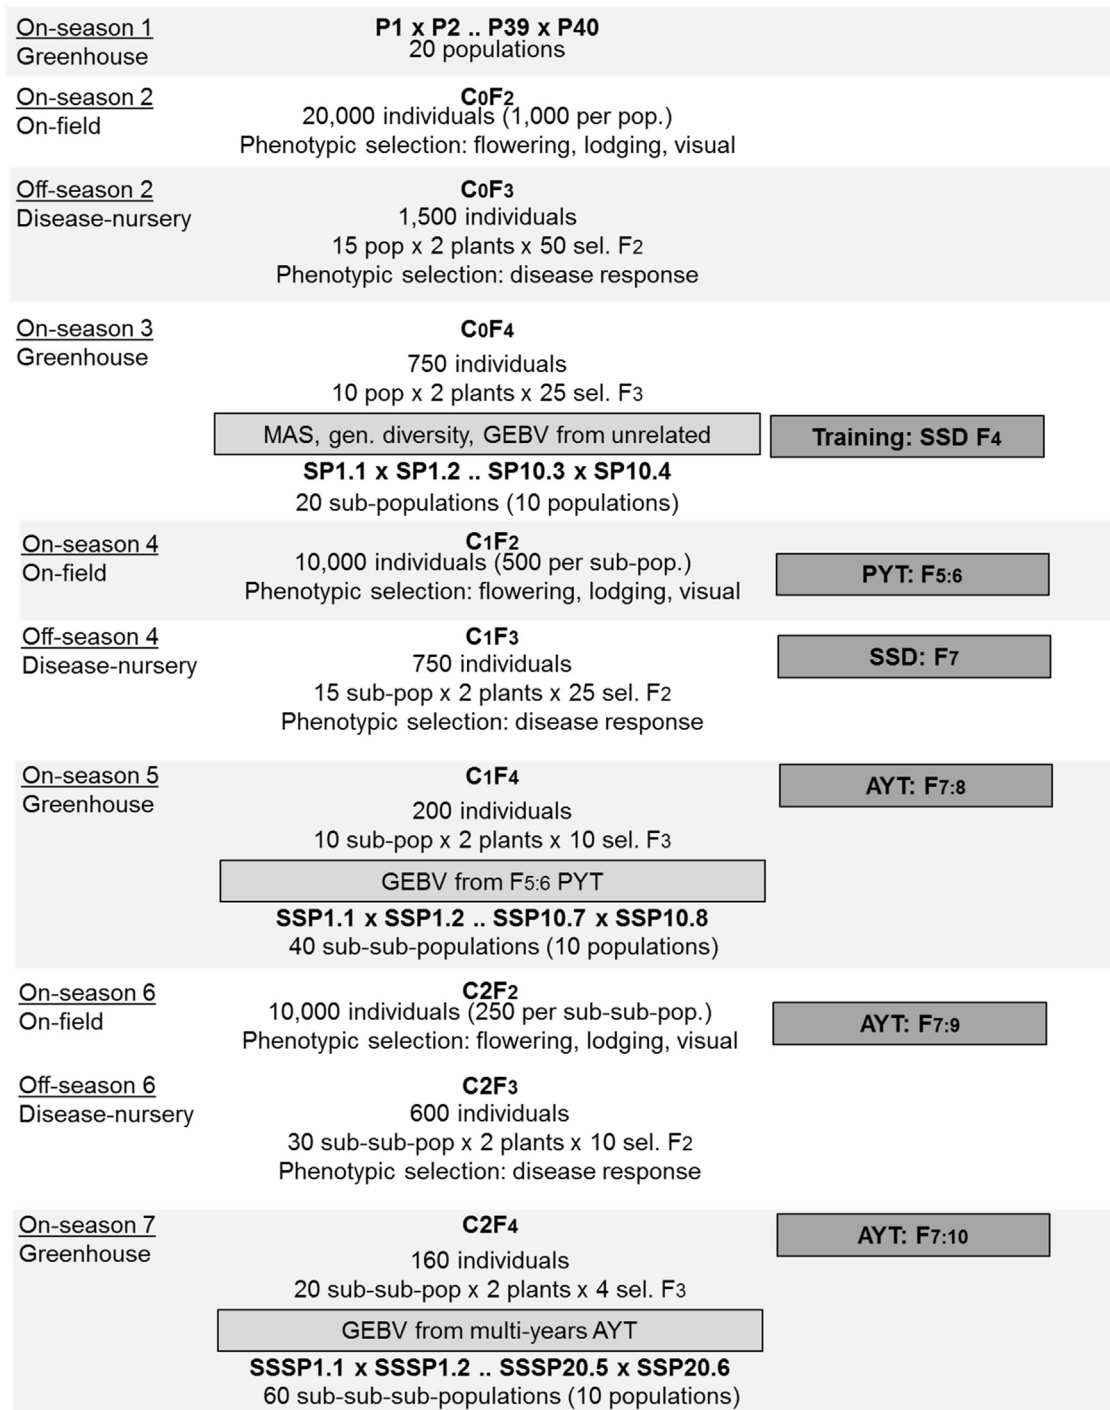 On-season 1
Greenhouse
P1 x P2 .. P39 x P40
20 populations
On-season 2
On-field
C0F2
20,000 individuals (1,000 per pop.)
Phenotypic selection: flowering, lodging, visual
Off-season 2
Disease-nursery
C0F3
1,500 individuals
15 pop x 2 plants x 50 sel. F2
Phenotypic selection: disease response
On-season 3
Greenhouse
C0F4
750 individuals
10 pop x 2 plants x 25 sel. F3
MAS, gen. diversity, GEBV from unrelated
Training: SSD F4
SP1.1 x SP1.2 .. SP10.3 x SP10.4
20 sub-populations (10 populations)
On-season 4
On-field
C1F2
10,000 individuals (500 per sub-pop.)
Phenotypic selection: flowering, lodging, visual
PYT: F5:6
Off-season 4
Disease-nursery
C1F3
750 individuals
15 sub-pop x 2 plants x 25 sel. F2
Phenotypic selection: disease response
SSD: F7
On-season 5
Greenhouse
C1F4
200 individuals
10 sub-pop x 2 plants x 10 sel. F3
AYT: F7:8
GEBV from F5:6 PYT
SSP1.1 x SSP1.2 .. SSP10.7 x SSP10.8
40 sub-sub-populations (10 populations)
On-season 6
On-field
C2F2
10,000 individuals (250 per sub-sub-pop.)
Phenotypic selection: flowering, lodging, visual
AYT: F7:9
Off-season 6
Disease-nursery
C2F3
600 individuals
30 sub-sub-pop x 2 plants x 10 sel. F2
Phenotypic selection: disease response
On-season 7
Greenhouse
C2F4
160 individuals
20 sub-sub-pop x 2 plants x 4 sel. F3
AYT: F7:10
GEBV from multi-years AYT
SSSP1.1 x SSSP1.2 .. SSSP20.5 x SSP20.6
60 sub-sub-sub-populations (10 populations)